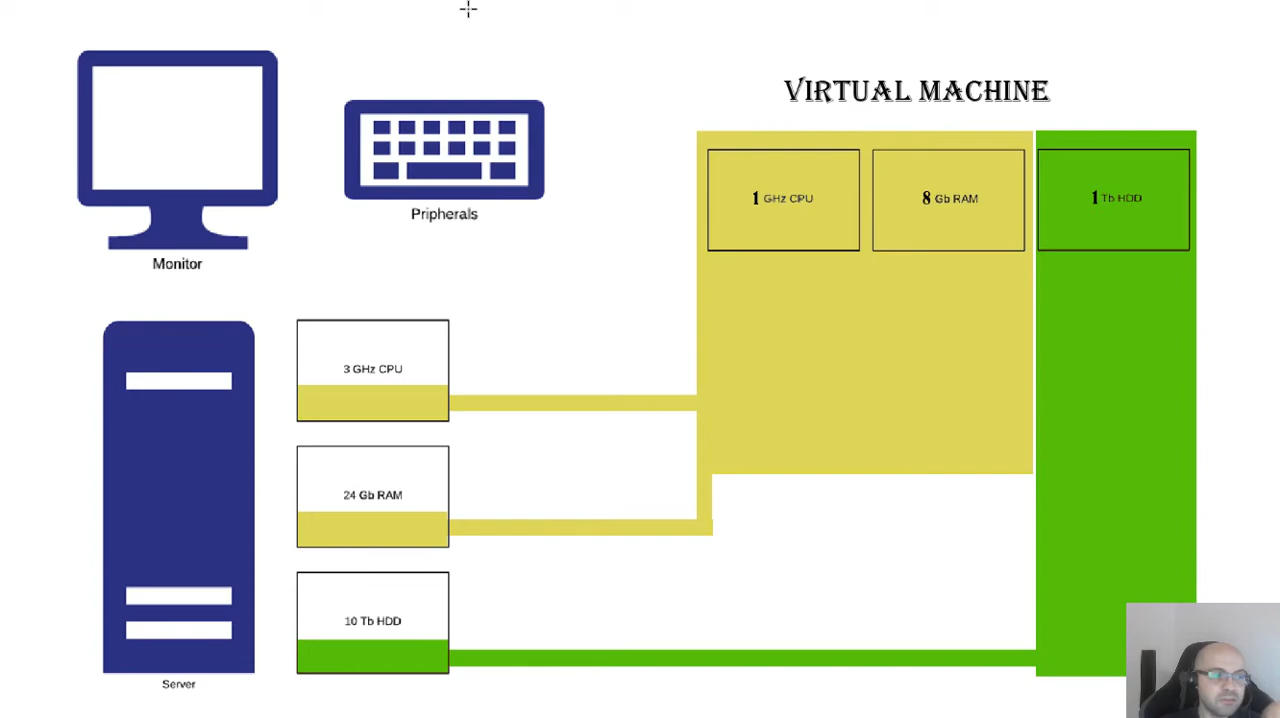 VIRTUAL MACHINE
1 GHz CPU
8 Gb RAM
1 Tb HDD
Pripherals
Monitor
3 GHz CPU
24 Gb RAM
10 Tb HDD
Server